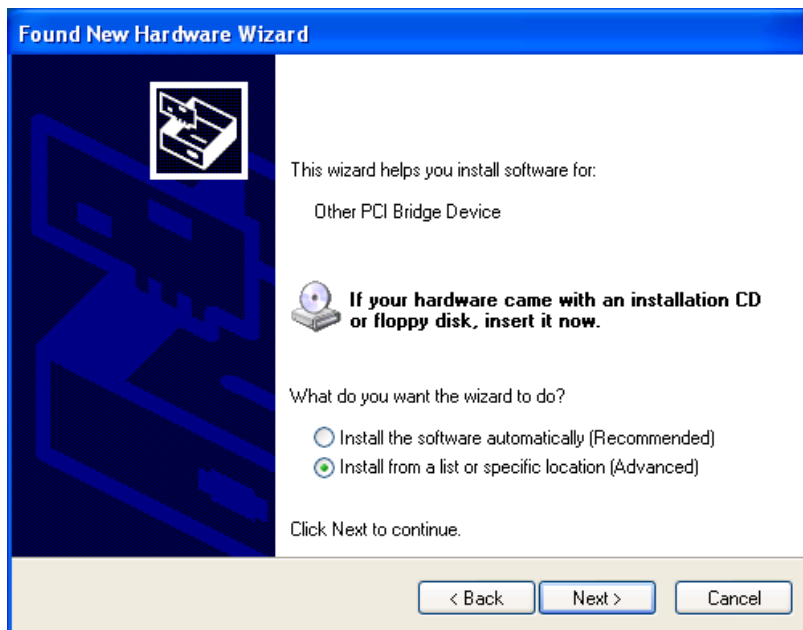 Found New Hardware Wizard
This wizard helps you install software for:
Other PCI Bridge Device
If your hardware came with an installation CD
or floppy disk, insert it now.
What do you want the wizard to do?
Install the software automatically (Recommended)
Install from a list or specific location (Advanced)
Click Next to continue.
< Back Next > Cancel